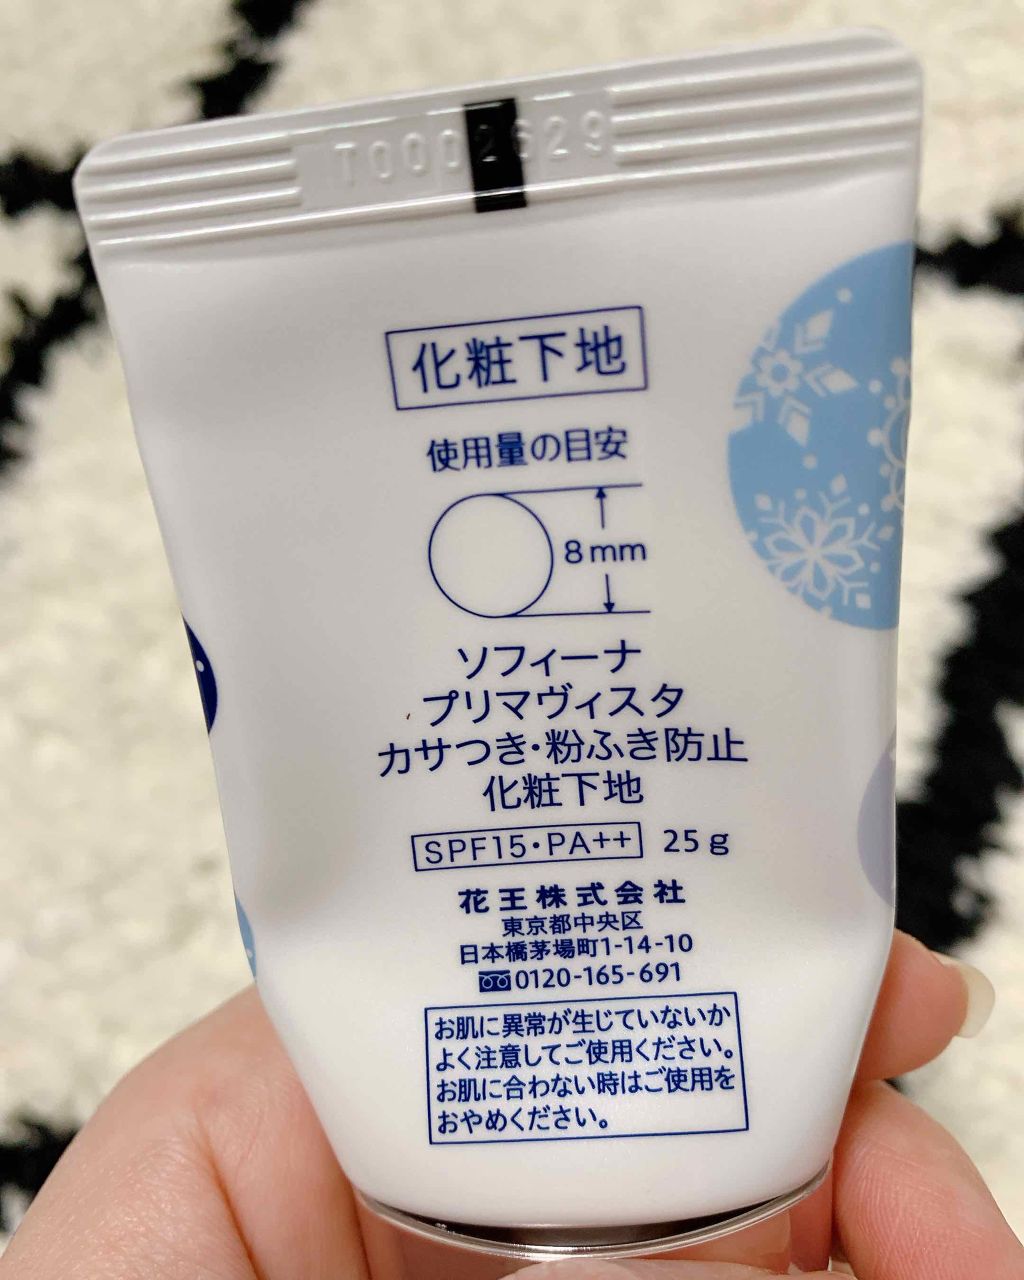 T0002629
化粧下地
使用量の目安
8mm
ソフィーナ
プリマヴィスタ
カサつき・粉ふき防止
化粧下地
SPF15・PA++ 25g
花王株式会社
東京都中央区
日本橋茅場町1-14-10
0120-165-691
お肌に異常が生じていないか
よく注意してご使用ください。
お肌に合わない時はご使用を
おやめください。